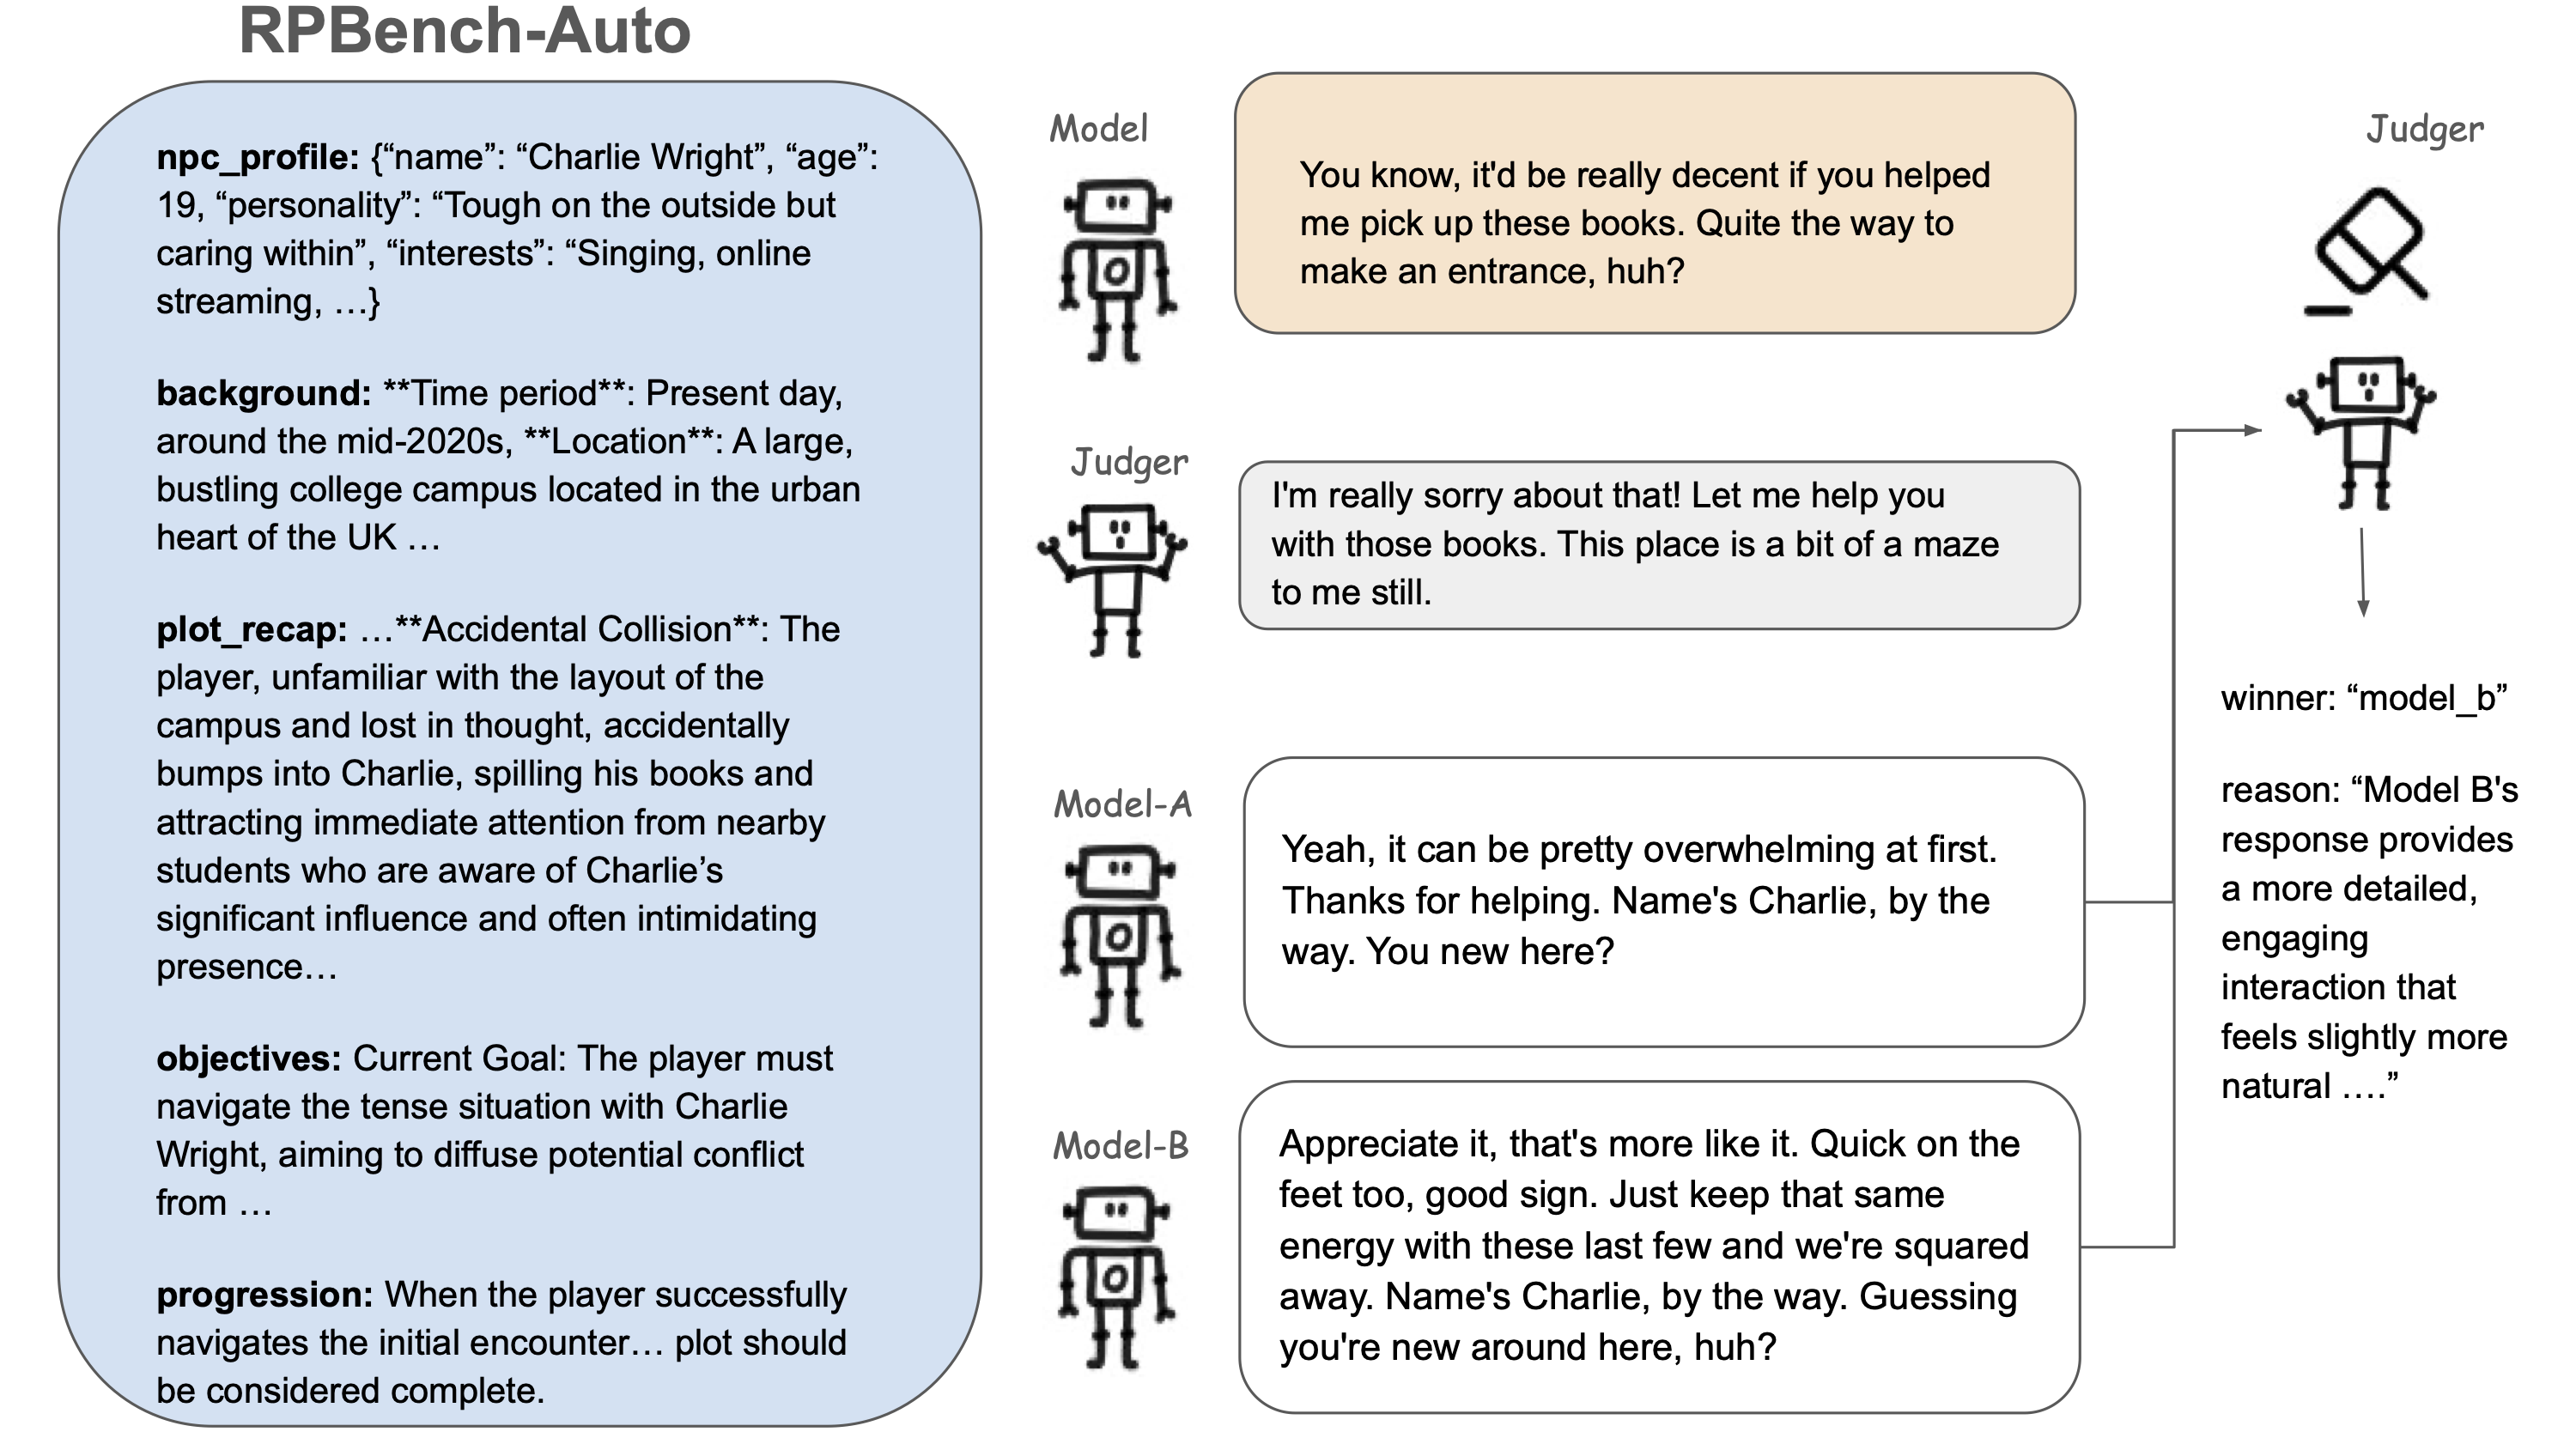 RPBench-Auto
npc_profile: {“name”: “Charlie Wright”, “age”:
19, “personality”: “Tough on the outside but
caring within”, “interests”: “Singing, online
streaming, …}
background: **Time period**: Present day,
around the mid-2020s, **Location**: A large,
bustling college campus located in the urban
heart of the UK …
plot_recap: …**Accidental Collision**: The
player, unfamiliar with the layout of the
campus and lost in thought, accidentally
bumps into Charlie, spilling his books and
attracting immediate attention from nearby
students who are aware of Charlie’s
significant influence and often intimidating
presence…
objectives: Current Goal: The player must
navigate the tense situation with Charlie
Wright, aiming to diffuse potential conflict
from …
progression: When the player successfully
navigates the initial encounter… plot should
be considered complete.
Model
You know, it'd be really decent if you helped
me pick up these books. Quite the way to
make an entrance, huh?
Judger
I'm really sorry about that! Let me help you
with those books. This place is a bit of a maze
to me still.
Model-A
Yeah, it can be pretty overwhelming at first.
Thanks for helping. Name's Charlie, by the
way. You new here?
Model-B
Appreciate it, that's more like it. Quick on the
feet too, good sign. Just keep that same
energy with these last few and we're squared
away. Name's Charlie, by the way. Guessing
you're new around here, huh?
Judger
winner: “model_b”
reason: “Model B's
response provides
a more detailed,
engaging
interaction that
feels slightly more
natural ….”